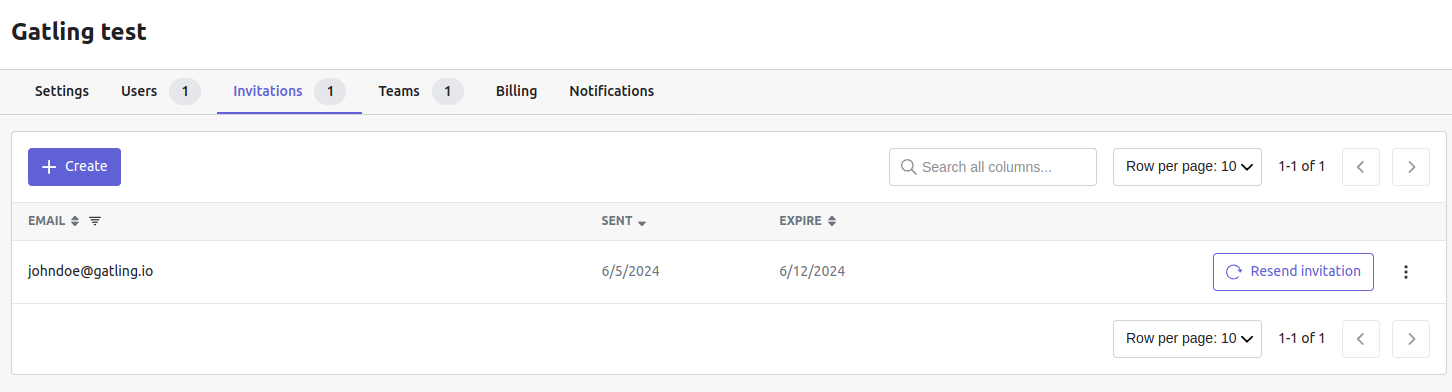 Gatling test
Settings Users 1 Invitations 1 Teams 1 Billing Notifications
Create Search all columns... Row per page: 10 1-1 of 1
EMAIL SENT EXPIRE
johndoe@gatling.io 6/5/2024 6/12/2024 Resend invitation
Row per page: 10 1-1 of 1